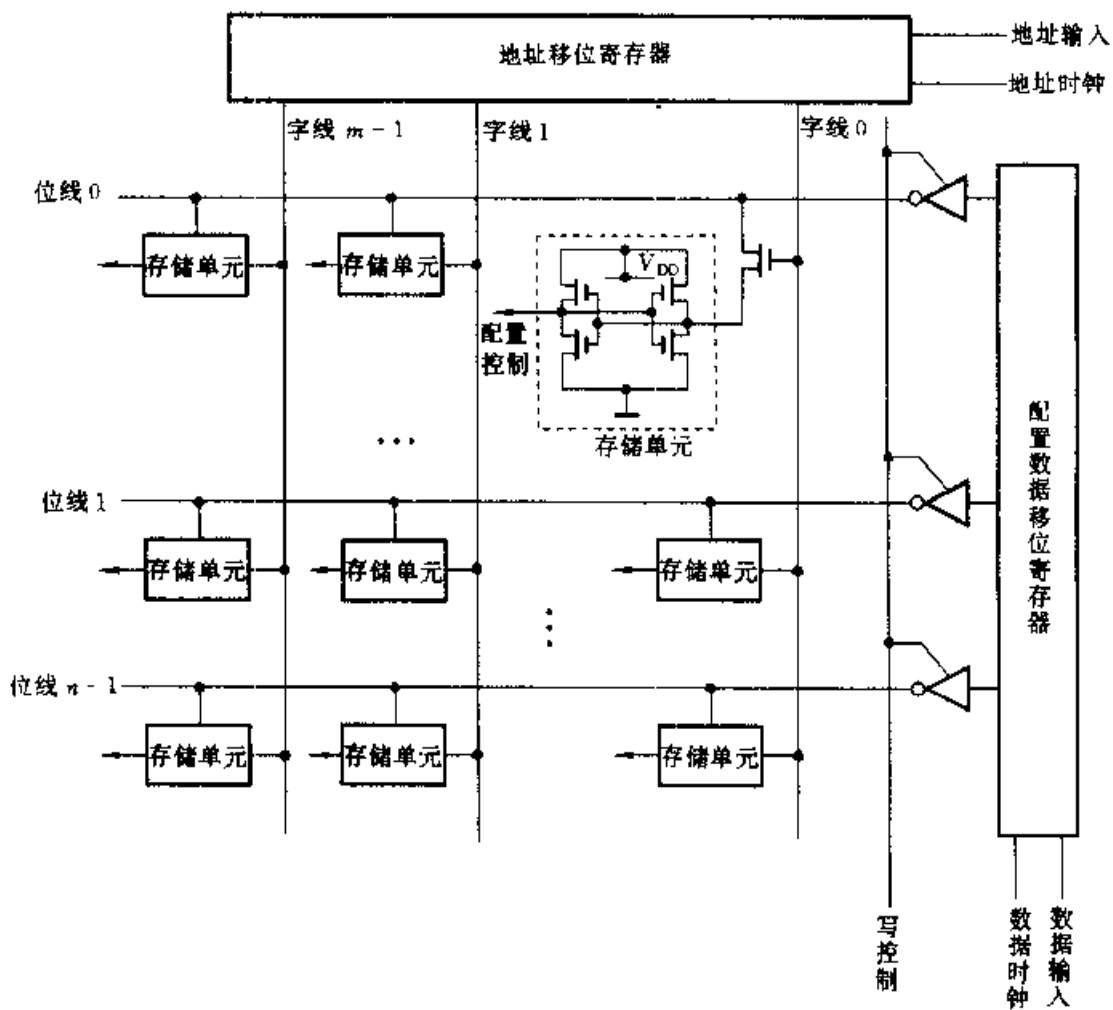 地址移位寄存器
地址输入
地址时钟
字线 m-1
字线 1
字线 0
位线 0
存储单元
存储单元
V_DD
配置
控制
存储单元
配置数据移位寄存器
位线 1
存储单元
存储单元
存储单元
位线 n-1
存储单元
存储单元
存储单元
写控制
数据时钟
数据输入